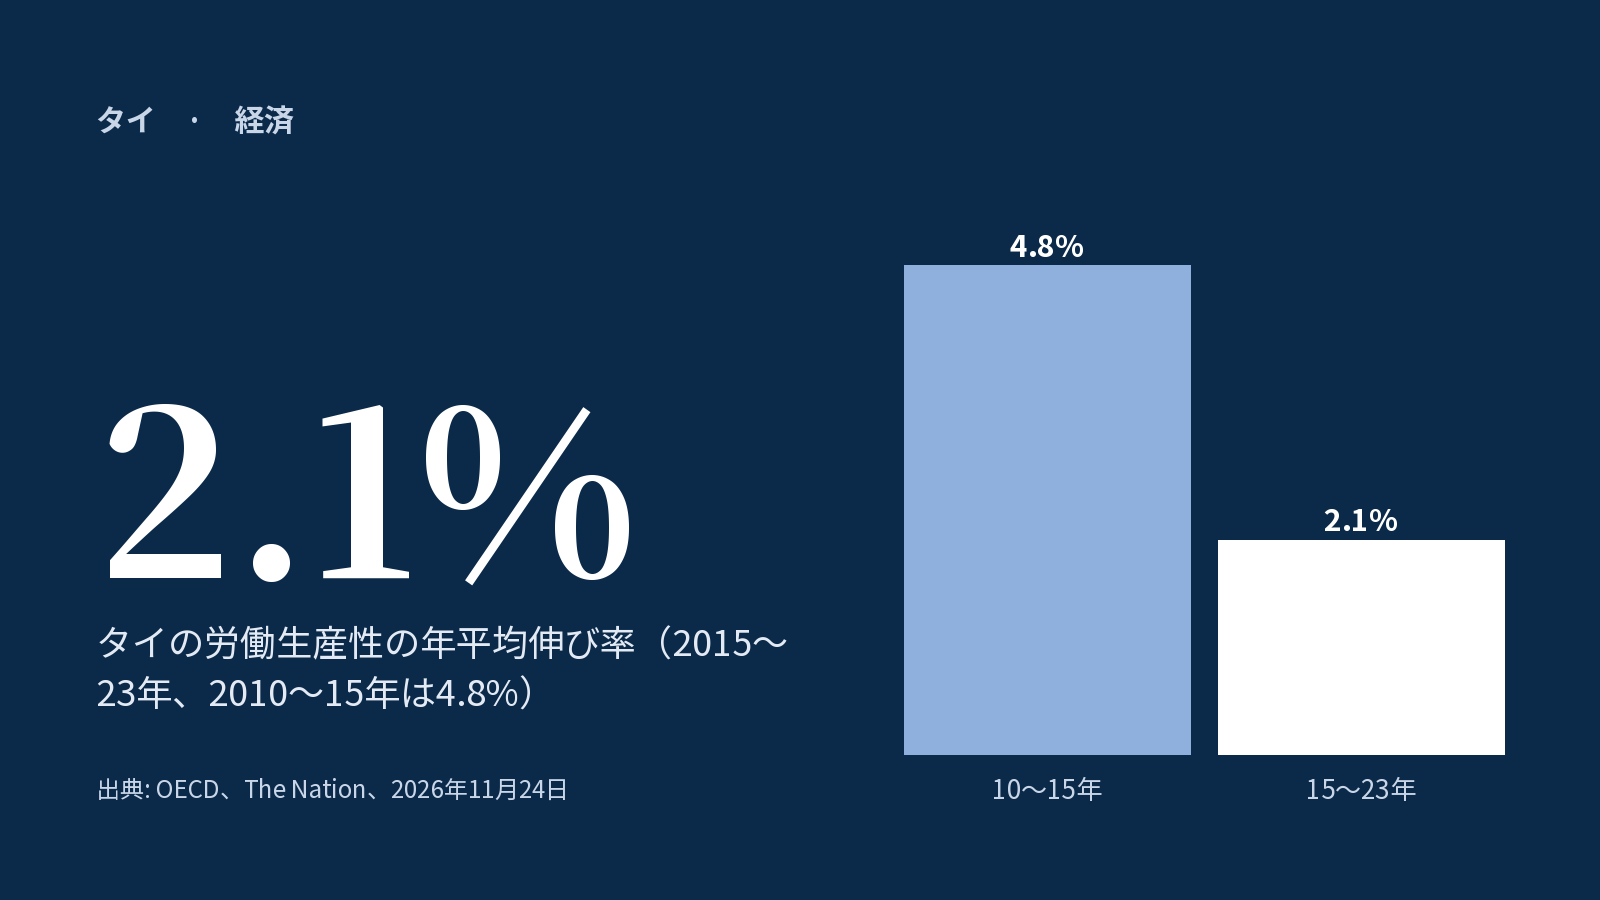 タイ · 経済
2.1%
タイの労働生産性の年平均伸び率（2015〜
23年、2010〜15年は4.8%）
出典: OECD、The Nation、2026年11月24日
4.8%
2.1%
10〜15年
15〜23年